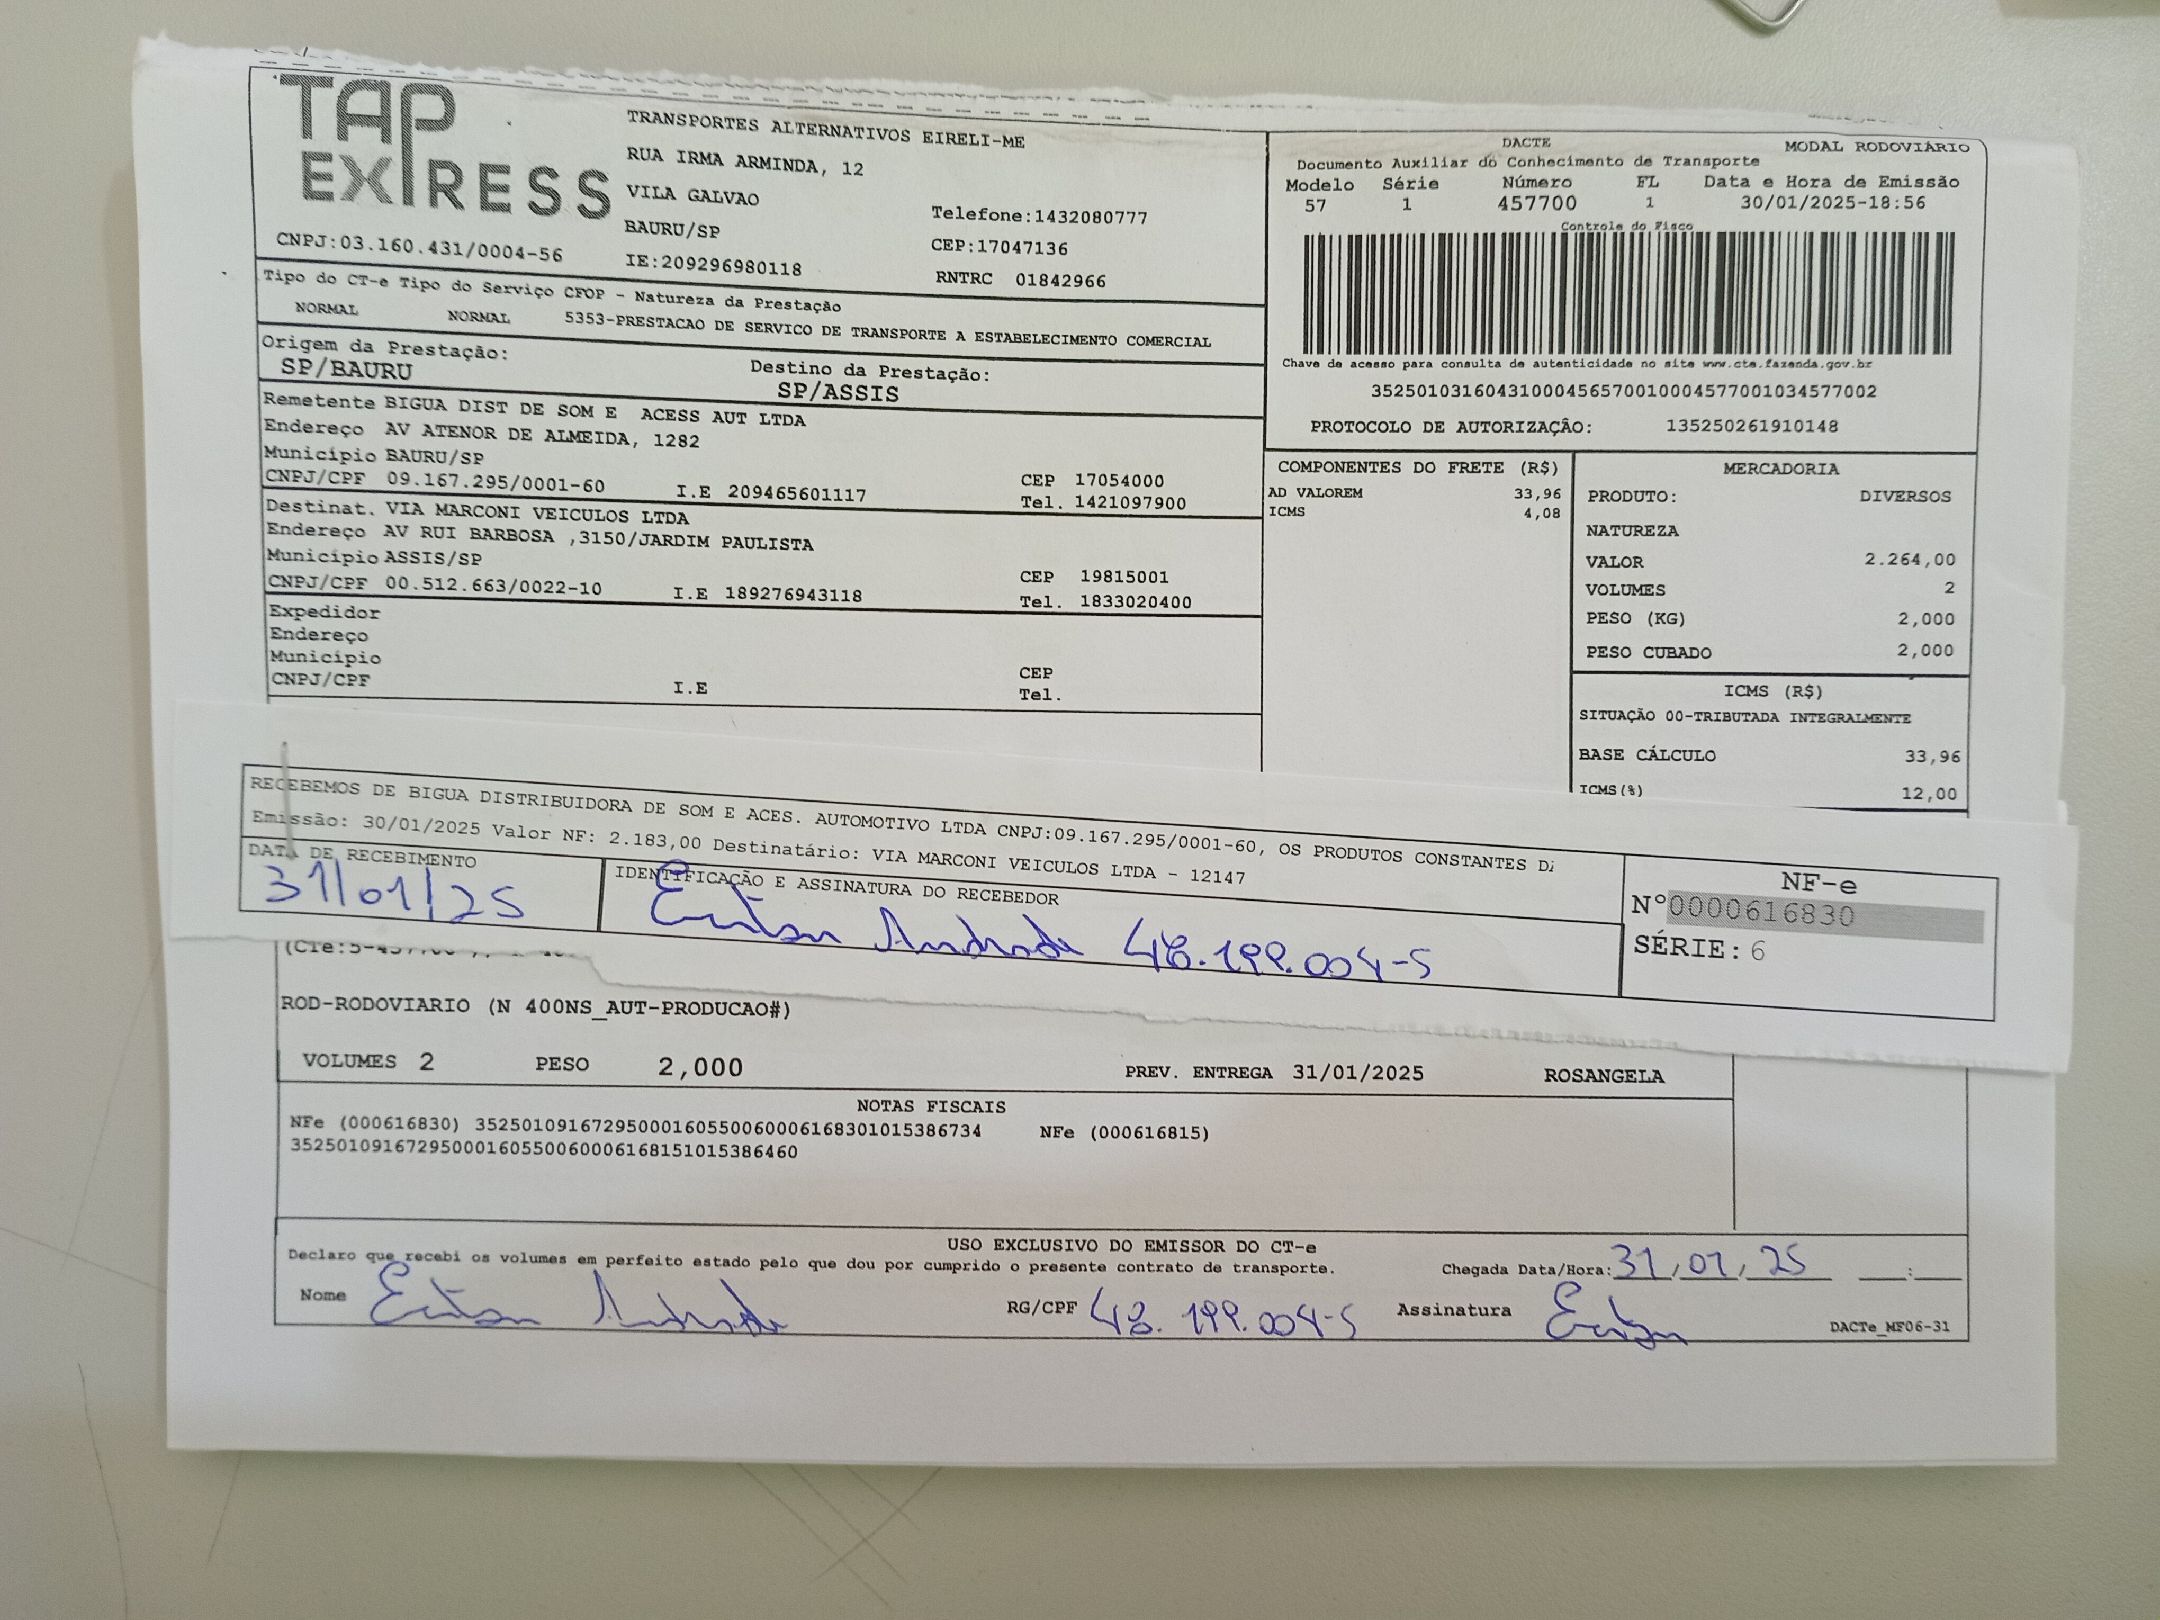 TAP EXPRESS
CNPJ:03.160.431/0004-56
TRANSPORTES ALTERNATIVOS EIRELI-ME
RUA IRMA ARMINDA, 12
VILA GALVAO
BAURU/SP
IE:209296980118
Telefone:1432080777
CEP:17047136
RNTRC 01842966
DACTE MODAL RODOVIÁRIO
Documento Auxiliar do Conhecimento de Transporte
Modelo Série Número FL Data e Hora de Emissão
57 1 457700 1 30/01/2025-18:56
Controle do Fisco
Chave de acesso para consulta de autenticidade no site www.cte.fazenda.gov.br
35250103160431000456570010004577001034577002
PROTOCOLO DE AUTORIZAÇÂO: 135250261910148
Tipo do CT-e Tipo do Serviço CFOP - Natureza da Prestação
NORMAL NORMAL 5353-PRESTACAO DE SERVICO DE TRANSPORTE A ESTABELECIMENTO COMERCIAL
Origem da Prestação: Destino da Prestação:
SP/BAURU SP/ASSIS
Remetente BIGUA DIST DE SOM E ACESS AUT LTDA
Endereço AV ATENOR DE ALMEIDA, 1282
Município BAURU/SP CEP 17054000
CNPJ/CPF 09.167.295/0001-60 I.E 209465601117 Tel. 1421097900
Destinat. VIA MARCONI VEICULOS LTDA
Endereço AV RUI BARBOSA ,3150/JARDIM PAULISTA
Município ASSIS/SP CEP 19815001
CNPJ/CPF 00.512.663/0022-10 I.E 189276943118 Tel. 1833020400
Expedidor
Endereço
Município CEP
CNPJ/CPF I.E Tel.
COMPONENTES DO FRETE (R$)
AD VALOREM 33,96
ICMS 4,08
MERCADORIA
PRODUTO: DIVERSOS
NATUREZA
VALOR 2.264,00
VOLUMES 2
PESO (KG) 2,000
PESO CUBADO 2,000
ICMS (R$)
SITUAÇÃO 00-TRIBUTADA INTEGRALMENTE
BASE CÁLCULO 33,96
ICMS(%) 12,00
RECEBEMOS DE BIGUA DISTRIBUIDORA DE SOM E ACES. AUTOMOTIVO LTDA CNPJ:09.167.295/0001-60, OS PRODUTOS CONSTANTES
Emissão: 30/01/2025 Valor NF: 2.183,00 Destinatário: VIA MARCONI VEICULOS LTDA - 12147
DATA DE RECEBIMENTO IDENTIFICAÇÃO E ASSINATURA DO RECEBEDOR
31/01/25 Andrade 48.199.004-5
NF-e
Nº0000616830
SÉRIE: 6
ROD-RODOVIARIO (N 400NS_AUT-PRODUCAO#)
VOLUMES 2 PESO 2,000 PREV. ENTREGA 31/01/2025 ROSANGELA
NOTAS FISCAIS
NFe (000616830) 35250109167295000160550060006168301015386734 NFe (000616815)
35250109167295000160550060006168151015386460
USO EXCLUSIVO DO EMISSOR DO CT-e
Declaro que recebi os volumes em perfeito estado pelo que dou por cumprido o presente contrato de transporte. Chegada Data/Hora: 31/01/25
Nome Andrade RG/CPF 48.199.004-5 Assinatura
DACTe_MF06-31